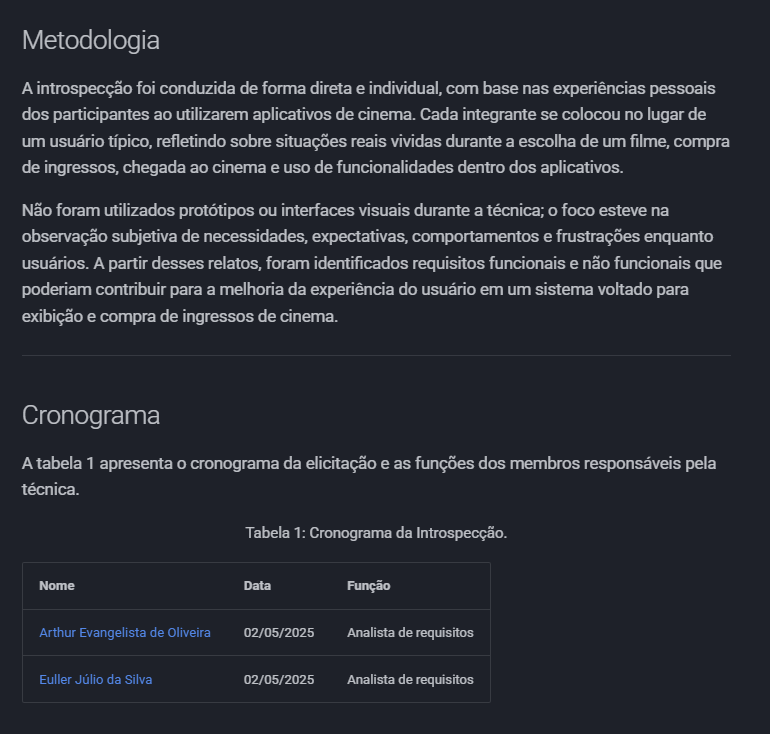 Metodologia
A introspecção foi conduzida de forma direta e individual, com base nas experiências pessoais
dos participantes ao utilizarem aplicativos de cinema. Cada integrante se colocou no lugar de
um usuário típico, refletindo sobre situações reais vividas durante a escolha de um filme, compra
de ingressos, chegada ao cinema e uso de funcionalidades dentro dos aplicativos.
Não foram utilizados protótipos ou interfaces visuais durante a técnica; o foco esteve na
observação subjetiva de necessidades, expectativas, comportamentos e frustrações enquanto
usuários. A partir desses relatos, foram identificados requisitos funcionais e não funcionais que
poderiam contribuir para a melhoria da experiência do usuário em um sistema voltado para
exibição e compra de ingressos de cinema.
Cronograma
A tabela 1 apresenta o cronograma da elicitação e as funções dos membros responsáveis pela
técnica.
Tabela 1: Cronograma da Introspecção.
Nome Data Função
Arthur Evangelista de Oliveira 02/05/2025 Analista de requisitos
Euller Júlio da Silva 02/05/2025 Analista de requisitos